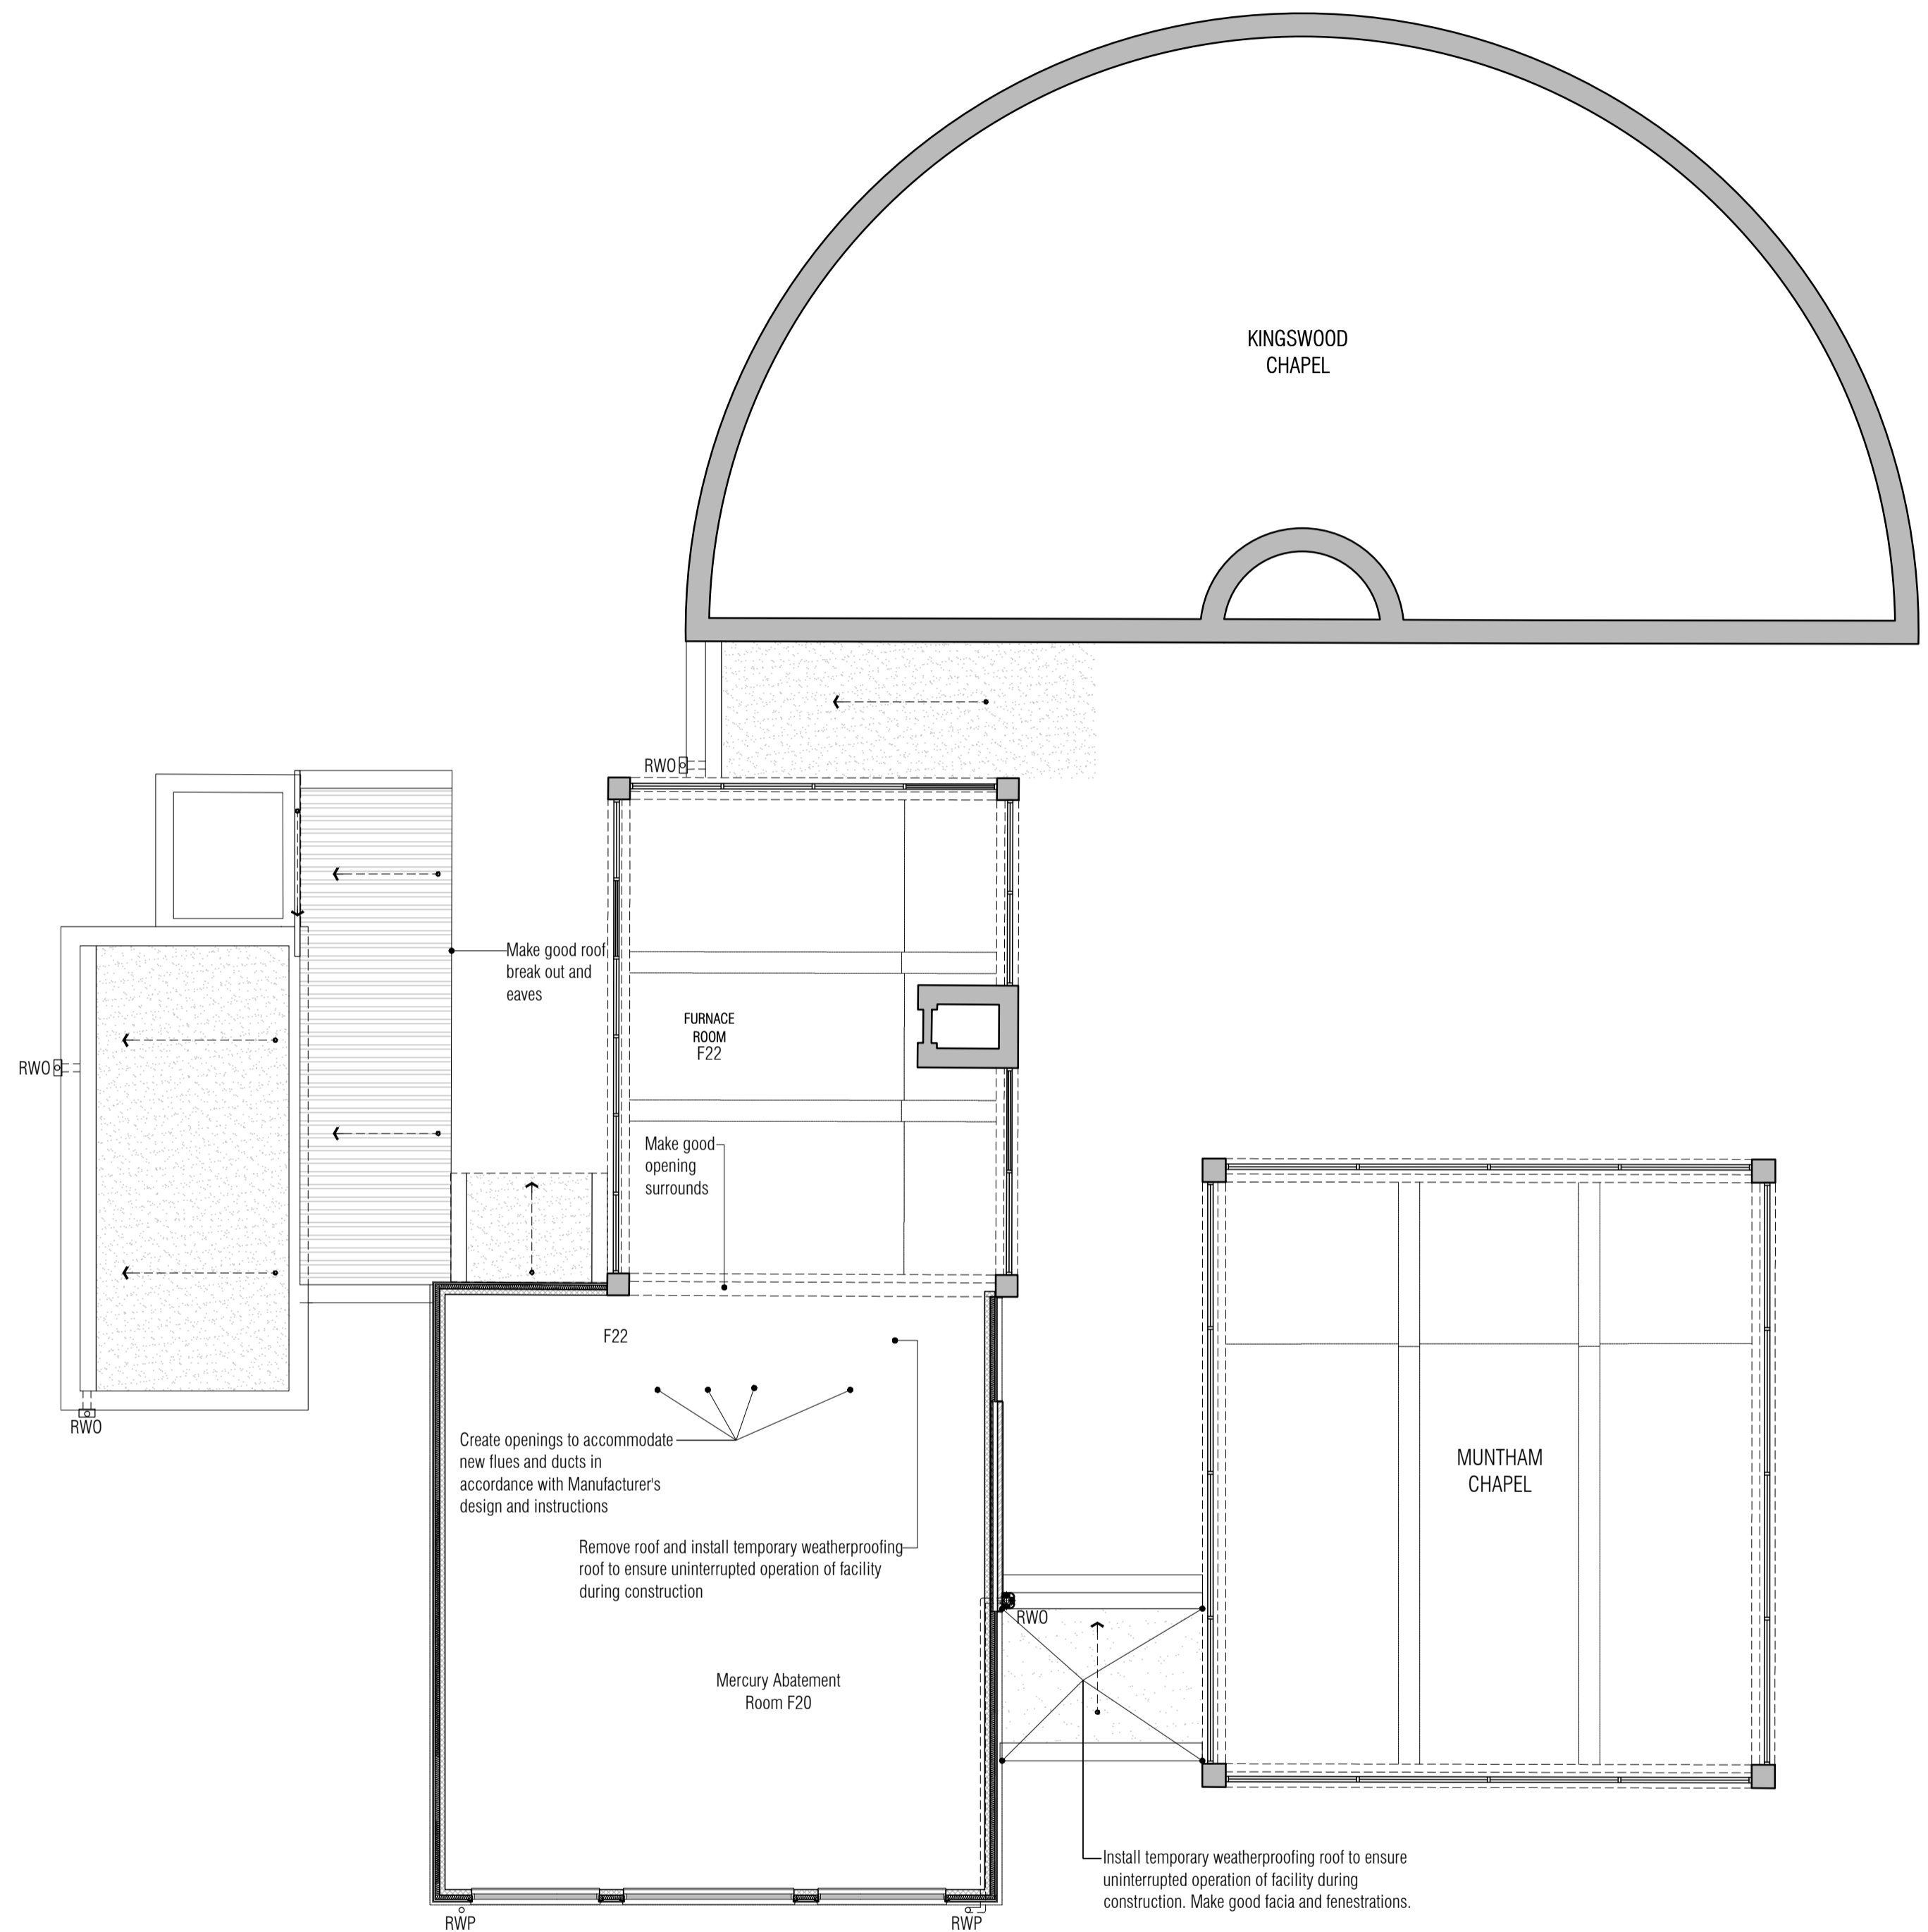 KINGSWOOD
CHAPEL
RWO
Make good roof
break out and
eaves
FURNACE
ROOM
F22
RWO
Make good
opening
surrounds
F22
RWO
Create openings to accommodate
new flues and ducts in
accordance with Manufacturer's
design and instructions
MUNTHAM
CHAPEL
Remove roof and install temporary weatherproofing
roof to ensure uninterrupted operation of facility
during construction
RWO
Mercury Abatement
Room F20
Install temporary weatherproofing roof to ensure
uninterrupted operation of facility during
construction. Make good facia and fenestrations.
RWP
RWP